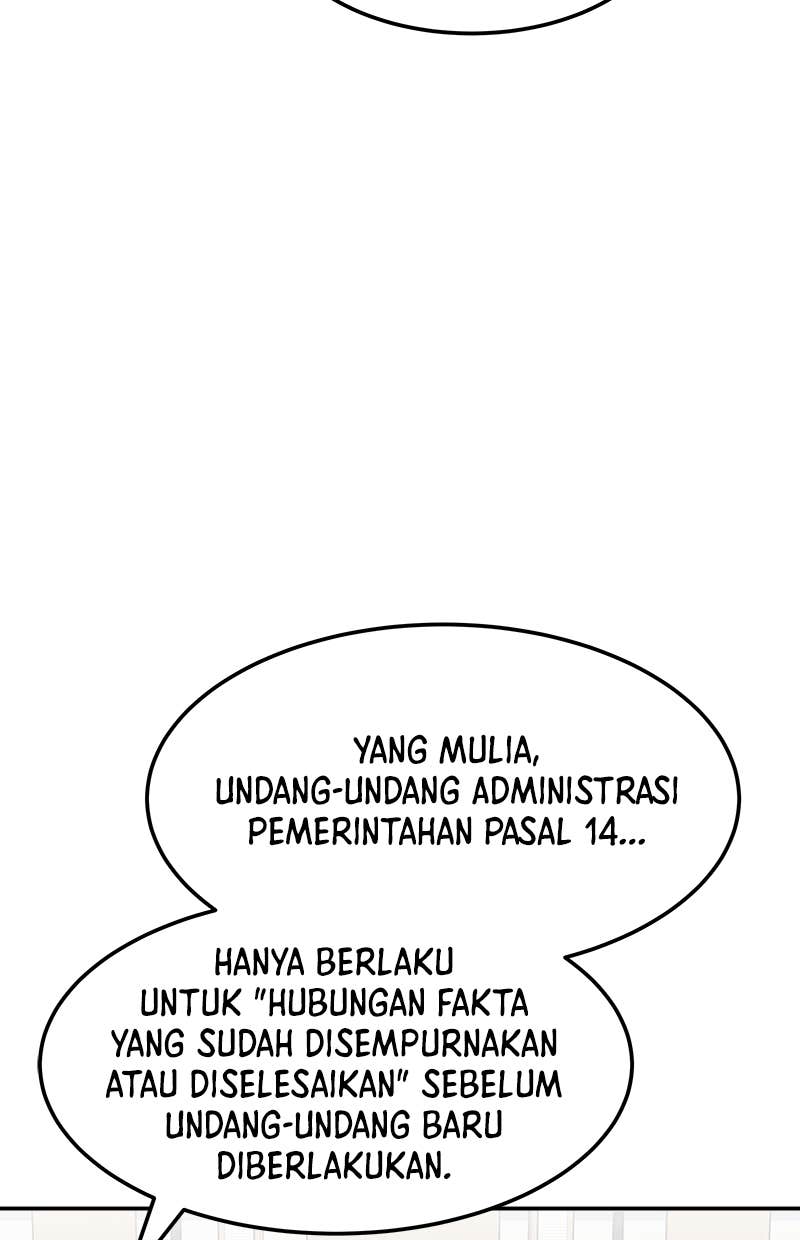 YANG MULIA,
UNDANG-UNDANG ADMINISTRASI
PEMERINTAHAN PASAL 14...
HANYA BERLAKU
UNTUK "HUBUNGAN FAKTA
YANG SUDAH DISEMPURNAKAN
ATAU DISELESAIKAN" SEBELUM
UNDANG-UNDANG BARU
DIBERLAKUKAN.